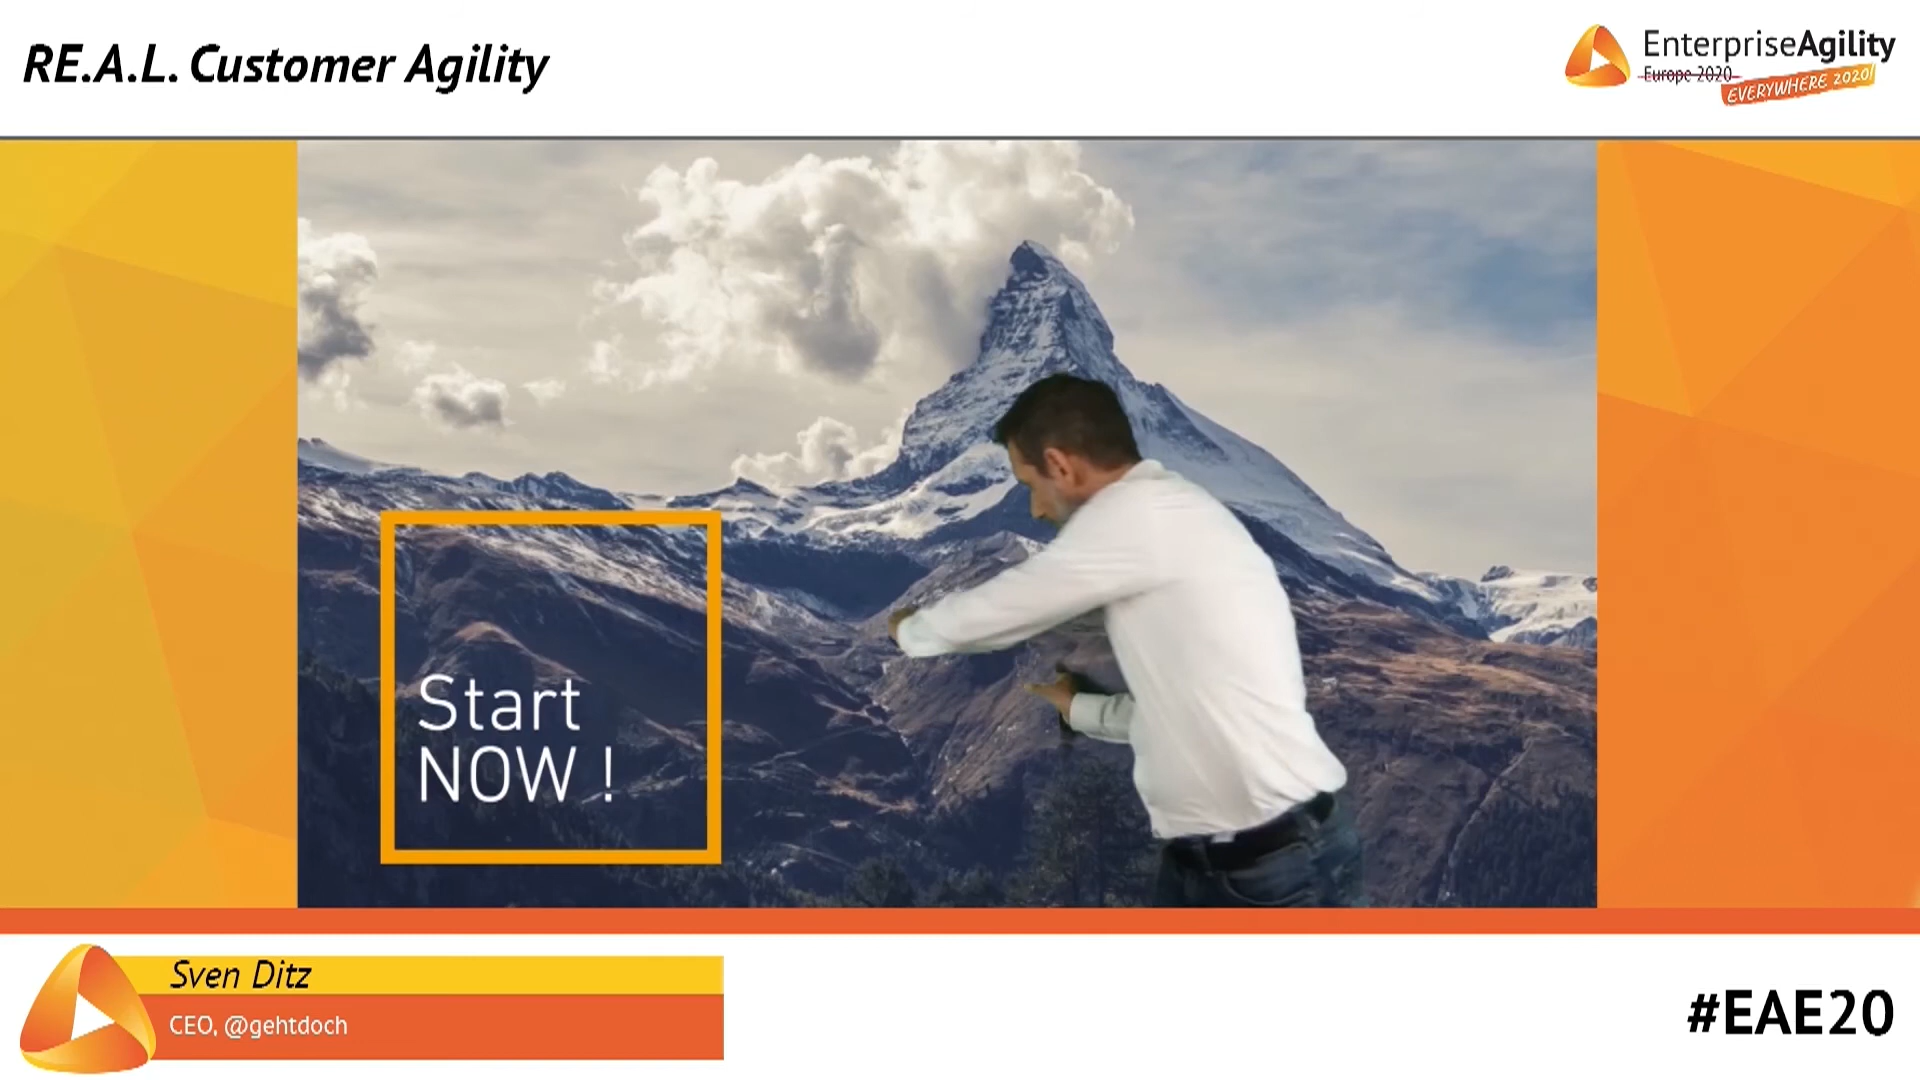 RE.A.L. Customer Agility
EnterpriseAgility
Europe 2020
EVERYWHERE 2020!
Start
NOW !
Sven Ditz
CEO, @gehtdoch
#EAE20